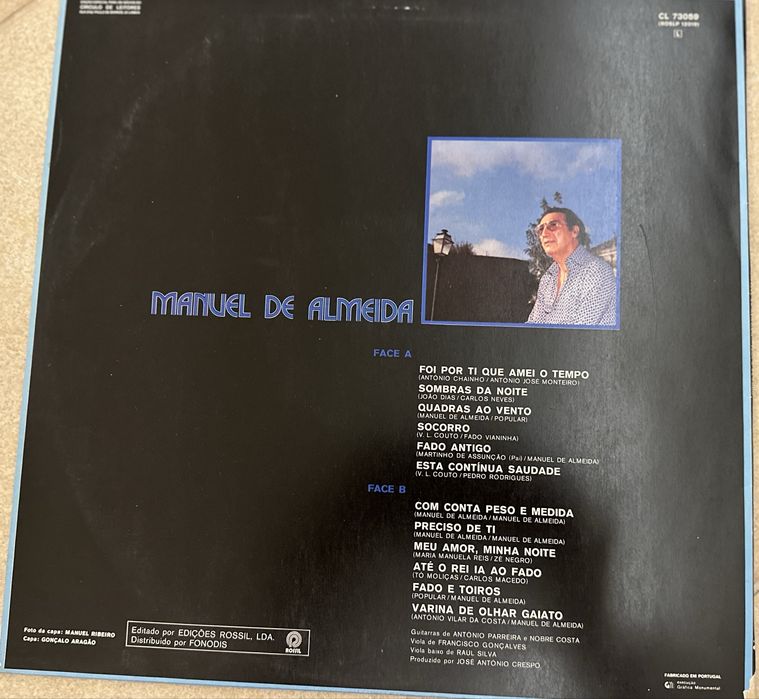 CÍRCULO DE LEITORES
CL 73059
(ROSLP 12019)
L
MANUEL DE ALMEIDA
FACE A
FOI POR TI QUE AMEI O TEMPO
(ANTÓNIO CHAINHO / ANTÓNIO JOSÉ MONTEIRO)
SOMBRAS DA NOITE
(JOÃO DIAS / CARLOS NEVES)
QUADRAS AO VENTO
(MANUEL DE ALMEIDA / POPULAR)
SOCORRO
(V. L. COUTO / FADO VIANINHA)
FADO ANTIGO
(MARTINHO DE ASSUNÇÃO (Pai) / MANUEL DE ALMEIDA)
ESTA CONTÍNUA SAUDADE
(V. L. COUTO / PEDRO RODRIGUES)
FACE B
COM CONTA PESO E MEDIDA
(MANUEL DE ALMEIDA / MANUEL DE ALMEIDA)
PRECISO DE TI
(MANUEL DE ALMEIDA / MANUEL DE ALMEIDA)
MEU AMOR, MINHA NOITE
(MARIA MANUELA REIS / ZÉ NEGRO)
ATÉ O REI IA AO FADO
(TÓ MOLIÇAS / CARLOS MACEDO)
FADO E TOIROS
(POPULAR / MANUEL DE ALMEIDA)
VARINA DE OLHAR GAIATO
(ANTÓNIO VILAR DA COSTA / MANUEL DE ALMEIDA)
Guitarras de ANTÓNIO PARREIRA e NOBRE COSTA
Viola de FRANCISCO GONÇALVES
Viola baixo de RAUL SILVA
Produzido por JOSÉ ANTÓNIO CRESPO
Foto da capa: MANUEL RIBEIRO
Capa: GONÇALO ARAGÃO
Editado por EDIÇÕES ROSSIL, LDA.
Distribuído por FONODIS
ROSSIL
FABRICADO EM PORTUGAL
EXECUÇÃO
Gráfica Monumental